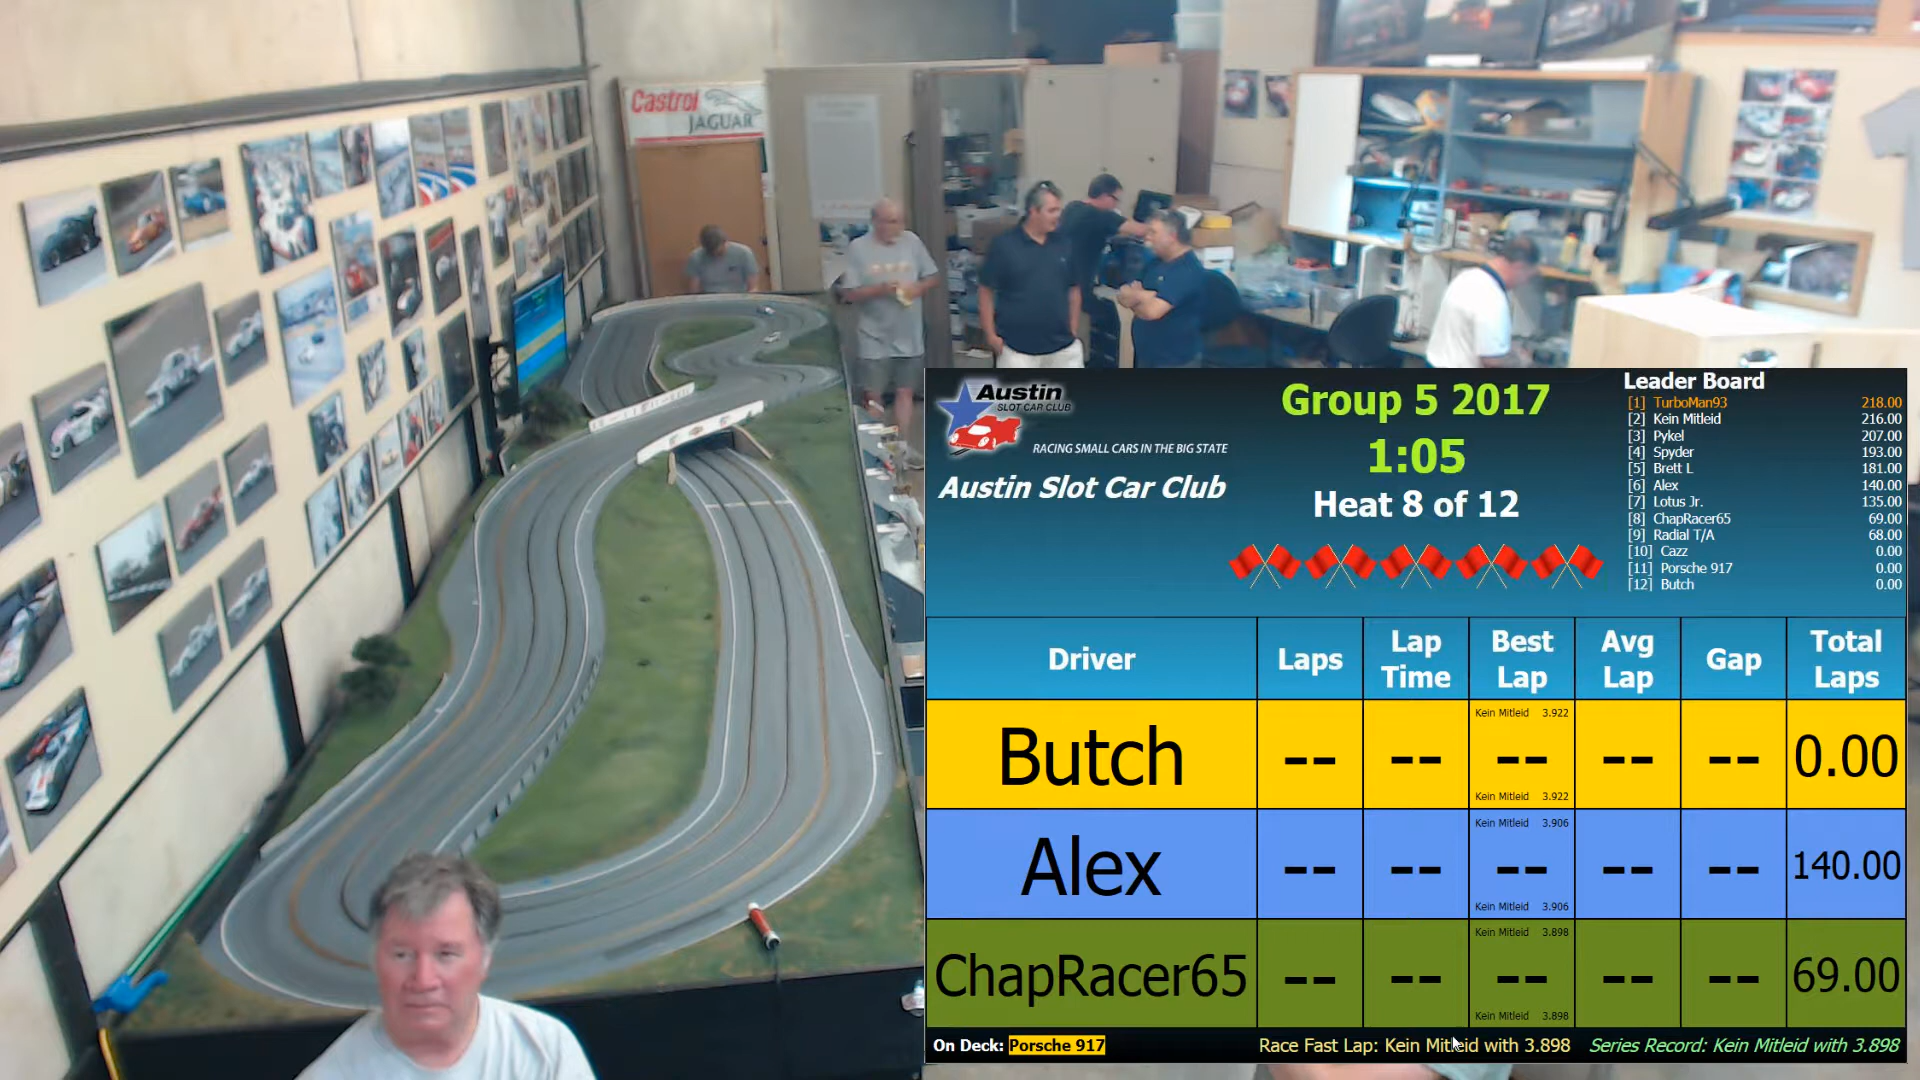 Castrol
JAGUAR
Austin
SLOT CAR CLUB
RACING SMALL CARS IN THE BIG STATE
Austin Slot Car Club
Group 5 2017
1:05
Heat 8 of 12
Leader Board
[1] TurboMan93 218.00
[2] Kein Mitleid 216.00
[3] Pykel 207.00
[4] Spyder 193.00
[5] Brett L 181.00
[6] Alex 140.00
[7] Lotus Jr. 135.00
[8] ChapRacer65 69.00
[9] Radial T/A 68.00
[10] Cazz 0.00
[11] Porsche 917 0.00
[12] Butch 0.00
Driver Laps Lap Time Best Lap Avg Lap Gap Total Laps
Kein Mitleid 3.922
Butch -- -- -- -- -- 0.00
Kein Mitleid 3.922
Kein Mitleid 3.906
Alex -- -- -- -- -- 140.00
Kein Mitleid 3.906
Kein Mitleid 3.898
ChapRacer65 -- -- -- -- -- 69.00
Kein Mitleid 3.898
On Deck: Porsche 917 Race Fast Lap: Kein Mitleid with 3.898 Series Record: Kein Mitleid with 3.898